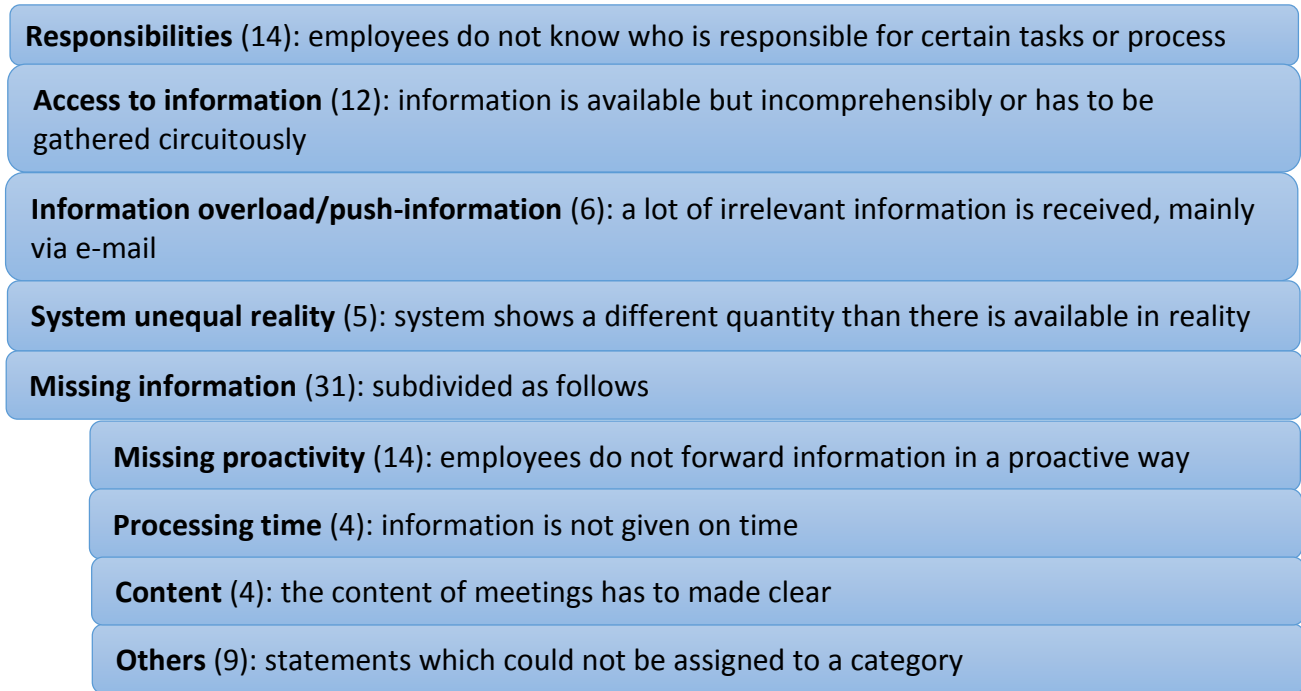 Responsibilities (14): employees do not know who is responsible for certain tasks or process
Access to information (12): information is available but incomprehensibly or has to be
gathered circuitously
Information overload/push-information (6): a lot of irrelevant information is received, mainly
via e-mail
System unequal reality (5): system shows a different quantity than there is available in reality
Missing information (31): subdivided as follows
Missing proactivity (14): employees do not forward information in a proactive way
Processing time (4): information is not given on time
Content (4): the content of meetings has to made clear
Others (9): statements which could not be assigned to a category